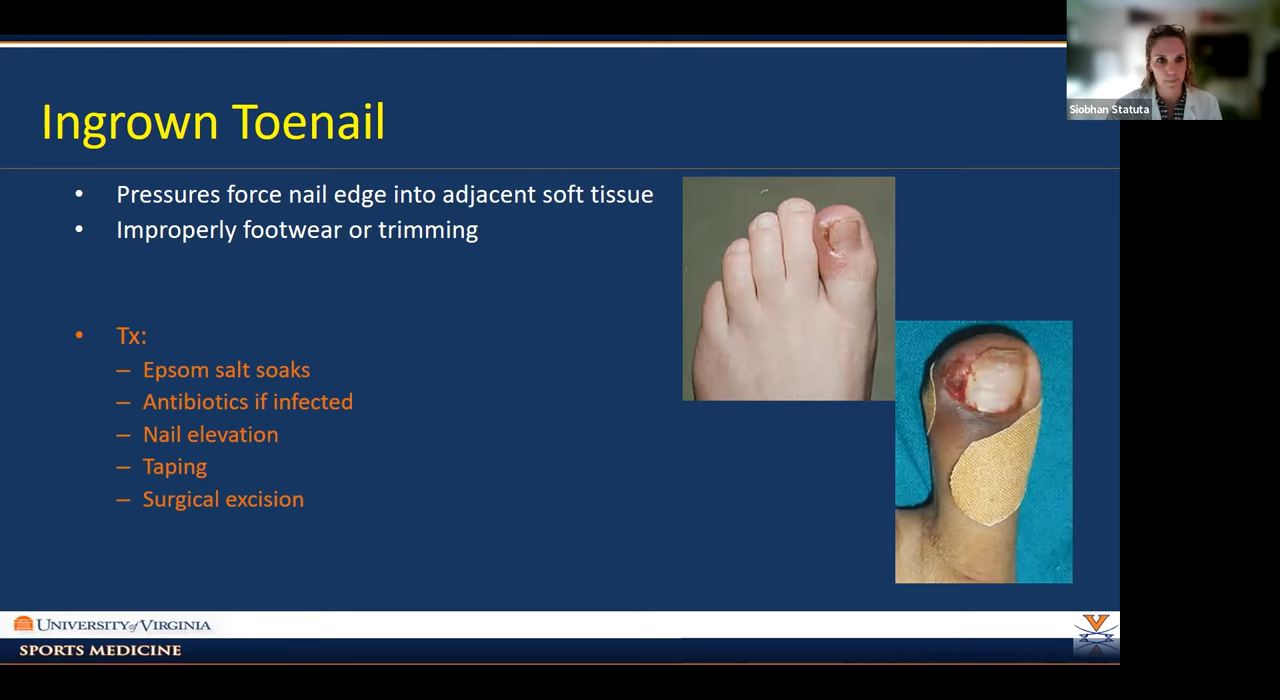 Siobhan Statuta
Ingrown Toenail
• Pressures force nail edge into adjacent soft tissue
• Improperly footwear or trimming
• Tx:
– Epsom salt soaks
– Antibiotics if infected
– Nail elevation
– Taping
– Surgical excision
UNIVERSITY of VIRGINIA
SPORTS MEDICINE